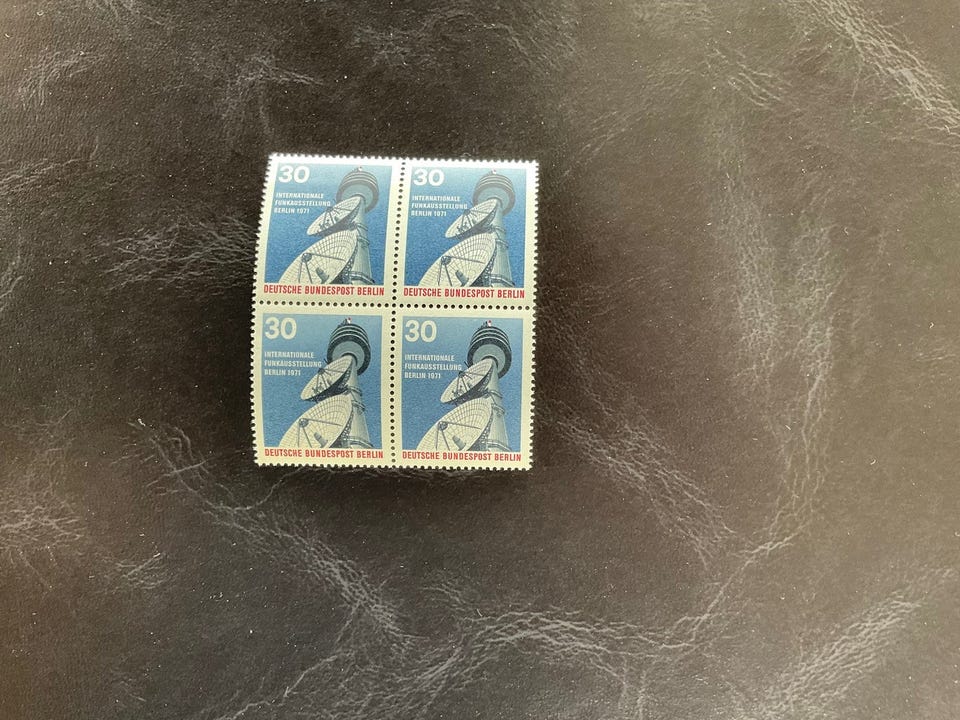 30
INTERNATIONALE
FUNKAUSSTELLUNG
BERLIN 1971
DEUTSCHE BUNDESPOST BERLIN
30
INTERNATIONALE
FUNKAUSSTELLUNG
BERLIN 1971
DEUTSCHE BUNDESPOST BERLIN
30
INTERNATIONALE
FUNKAUSSTELLUNG
BERLIN 1971
DEUTSCHE BUNDESPOST BERLIN
30
INTERNATIONALE
FUNKAUSSTELLUNG
BERLIN 1971
DEUTSCHE BUNDESPOST BERLIN